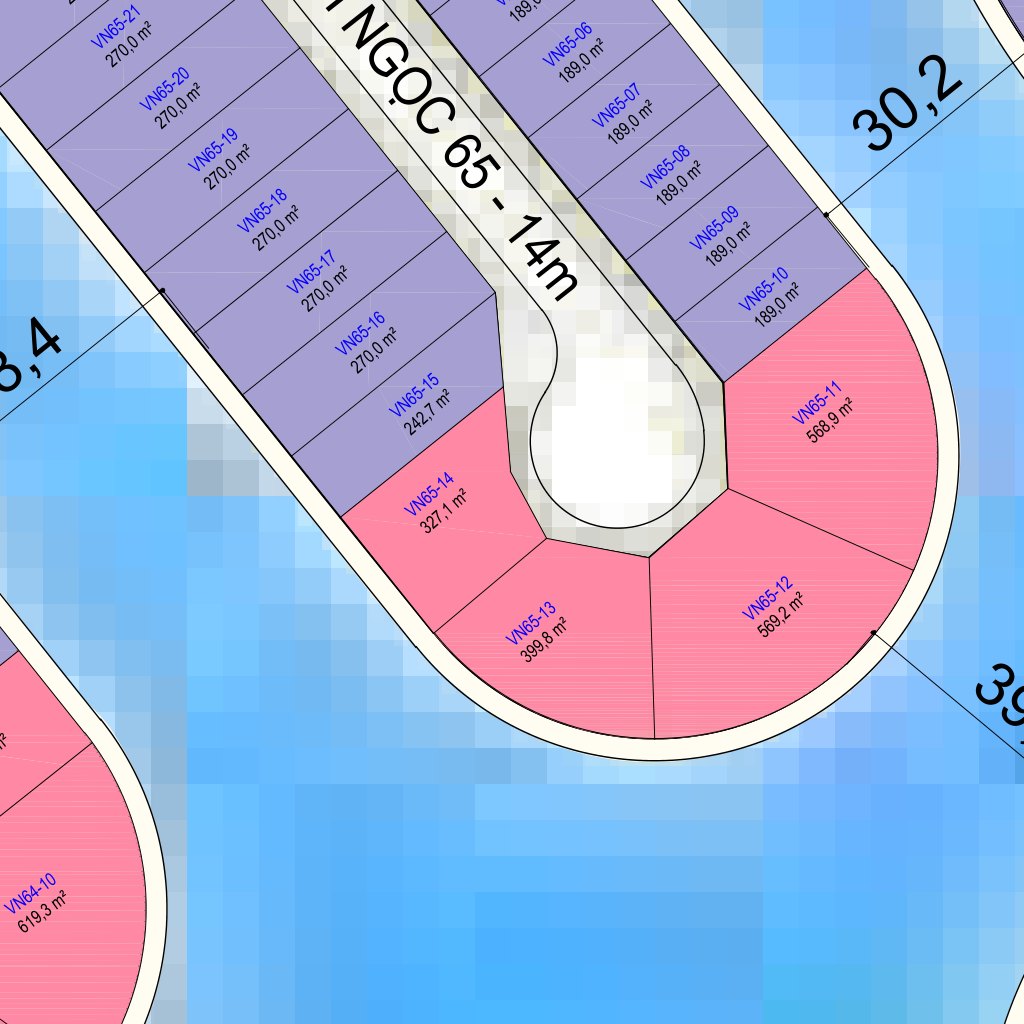 VN65-21
270,0 m²
VN65-20
270,0 m²
VN65-19
270,0 m²
VN65-18
270,0 m²
VN65-17
270,0 m²
VN65-16
270,0 m²
VN65-15
242,7 m²
VN65-14
327,1 m²
VN65-13
399,8 m²
VN65-12
569,2 m²
VN65-11
568,9 m²
VN65-10
189,0 m²
VN65-09
189,0 m²
VN65-08
189,0 m²
VN65-07
189,0 m²
VN65-06
189,0 m²
NGỌC 65 - 14m
30,2
VN64-10
619,3 m²